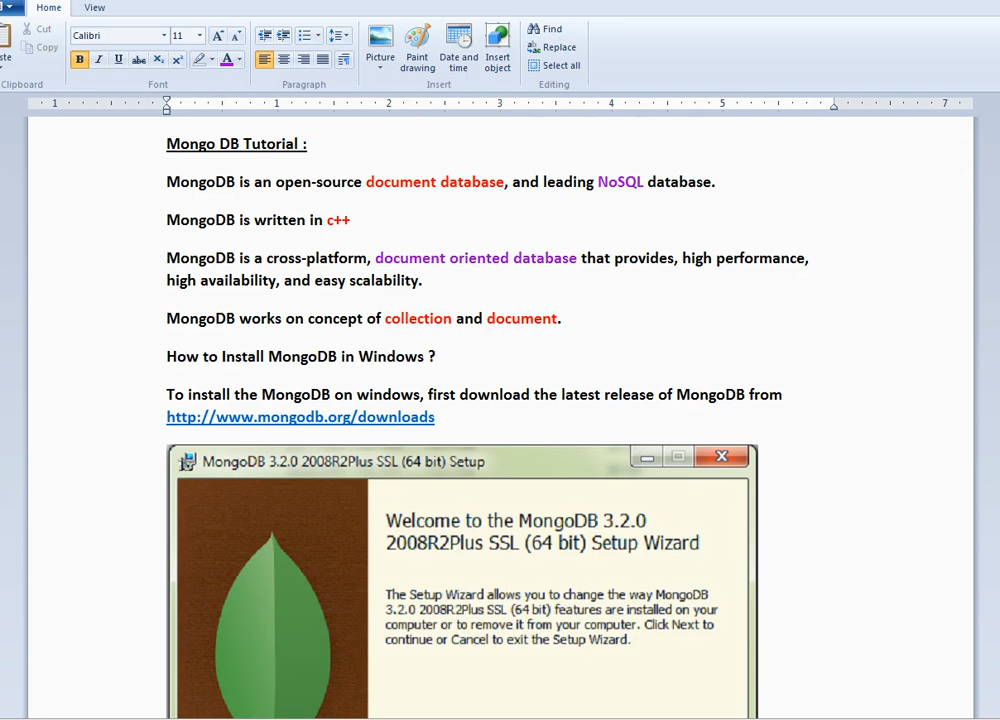 Home View
Cut
Copy
Calibri 11
Picture Paint drawing Date and time Insert object
Find
Replace
Select all
Clipboard Font Paragraph Insert Editing
1 1 2 3 4 5 7
Mongo DB Tutorial :
MongoDB is an open-source document database, and leading NoSQL database.
MongoDB is written in c++
MongoDB is a cross-platform, document oriented database that provides, high performance,
high availability, and easy scalability.
MongoDB works on concept of collection and document.
How to Install MongoDB in Windows ?
To install the MongoDB on windows, first download the latest release of MongoDB from
http://www.mongodb.org/downloads
MongoDB 3.2.0 2008R2Plus SSL (64 bit) Setup
Welcome to the MongoDB 3.2.0
2008R2Plus SSL (64 bit) Setup Wizard
The Setup Wizard allows you to change the way MongoDB
3.2.0 2008R2Plus SSL (64 bit) features are installed on your
computer or to remove it from your computer. Click Next to
continue or Cancel to exit the Setup Wizard.